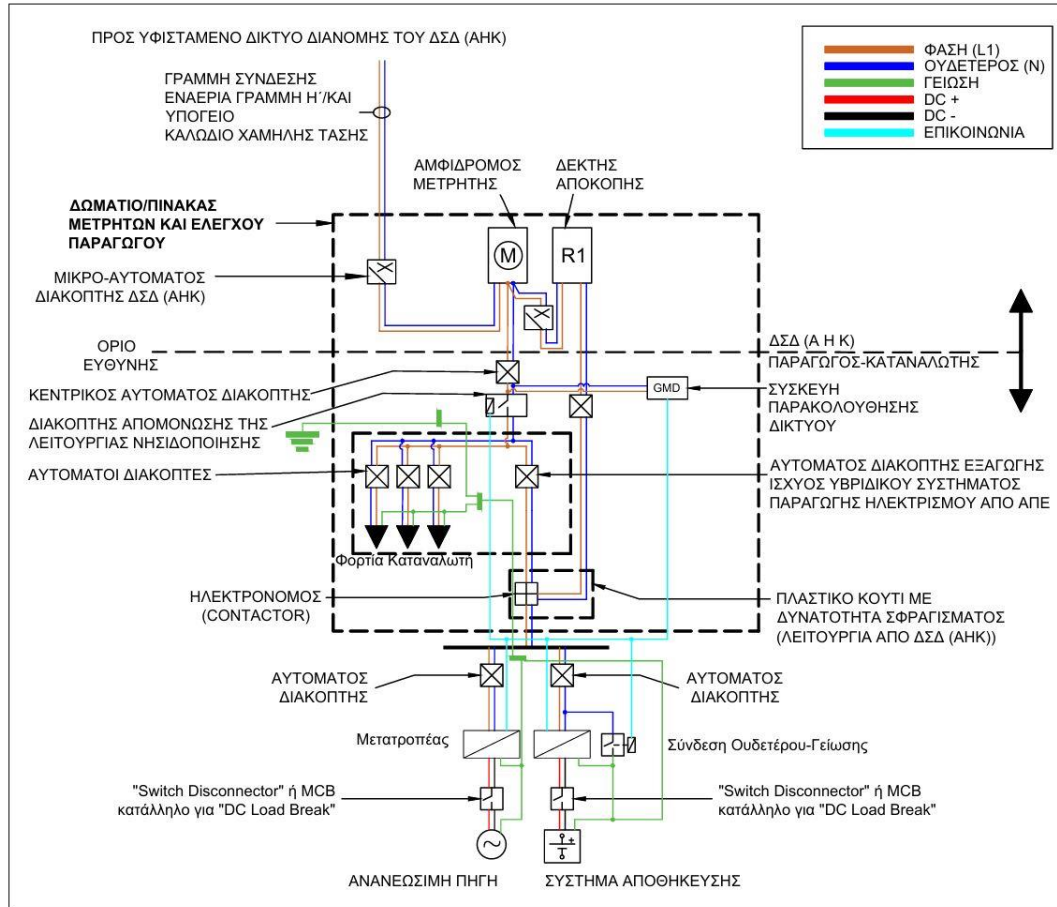 ΠΡΟΣ ΥΦΙΣΤΑΜΕΝΟ ΔΙΚΤΥΟ ΔΙΑΝΟΜΗΣ ΤΟΥ ΔΣΔ (ΑΗΚ)
ΦΑΣΗ (L1)
ΟΥΔΕΤΕΡΟΣ (N)
ΓΕΙΩΣΗ
DC +
DC -
ΕΠΙΚΟΙΝΩΝΙΑ
ΓΡΑΜΜΗ ΣΥΝΔΕΣΗΣ
ΕΝΑΕΡΙΑ ΓΡΑΜΜΗ Η΄/ΚΑΙ
ΥΠΟΓΕΙΟ
ΚΑΛΩΔΙΟ ΧΑΜΗΛΗΣ ΤΑΣΗΣ
ΑΜΦΙΔΡΟΜΟΣ
ΜΕΤΡΗΤΗΣ
ΔΕΚΤΗΣ
ΑΠΟΚΟΠΗΣ
ΔΩΜΑΤΙΟ/ΠΙΝΑΚΑΣ
ΜΕΤΡΗΤΩΝ ΚΑΙ ΕΛΕΓΧΟΥ
ΠΑΡΑΓΩΓΟΥ
M
R1
ΜΙΚΡΟ-ΑΥΤΟΜΑΤΟΣ
ΔΙΑΚΟΠΤΗΣ ΔΣΔ (ΑΗΚ)
ΟΡΙΟ
ΕΥΘΥΝΗΣ
ΔΣΔ (Α Η Κ)
ΠΑΡΑΓΩΓΟΣ-ΚΑΤΑΝΑΛΩΤΗΣ
ΚΕΝΤΡΙΚΟΣ ΑΥΤΟΜΑΤΟΣ ΔΙΑΚΟΠΤΗΣ
GMD
ΣΥΣΚΕΥΗ
ΠΑΡΑΚΟΛΟΥΘΗΣΗΣ
ΔΙΚΤΥΟΥ
ΔΙΑΚΟΠΤΗΣ ΑΠΟΜΟΝΩΣΗΣ ΤΗΣ
ΛΕΙΤΟΥΡΓΙΑΣ ΝΗΣΙΔΟΠΟΙΗΣΗΣ
ΑΥΤΟΜΑΤΟΙ ΔΙΑΚΟΠΤΕΣ
ΑΥΤΟΜΑΤΟΣ ΔΙΑΚΟΠΤΗΣ ΕΞΑΓΩΓΗΣ
ΙΣΧΥΟΣ ΥΒΡΙΔΙΚΟΥ ΣΥΣΤΗΜΑΤΟΣ
ΠΑΡΑΓΩΓΗΣ ΗΛΕΚΤΡΙΣΜΟΥ ΑΠΟ ΑΠΕ
Φορτία Καταναλωτή
ΗΛΕΚΤΡΟΝΟΜΟΣ
(CONTACTOR)
ΠΛΑΣΤΙΚΟ ΚΟΥΤΙ ΜΕ
ΔΥΝΑΤΟΤΗΤΑ ΣΦΡΑΓΙΣΜΑΤΟΣ
(ΛΕΙΤΟΥΡΓΙΑ ΑΠΟ ΔΣΔ (ΑΗΚ))
ΑΥΤΟΜΑΤΟΣ
ΔΙΑΚΟΠΤΗΣ
ΑΥΤΟΜΑΤΟΣ
ΔΙΑΚΟΠΤΗΣ
Μετατροπέας
Σύνδεση Ουδετέρου-Γείωσης
"Switch Disconnector" ή MCB
κατάλληλο για "DC Load Break"
"Switch Disconnector" ή MCB
κατάλληλο για "DC Load Break"
ΑΝΑΝΕΩΣΙΜΗ ΠΗΓΗ
ΣΥΣΤΗΜΑ ΑΠΟΘΗΚΕΥΣΗΣ